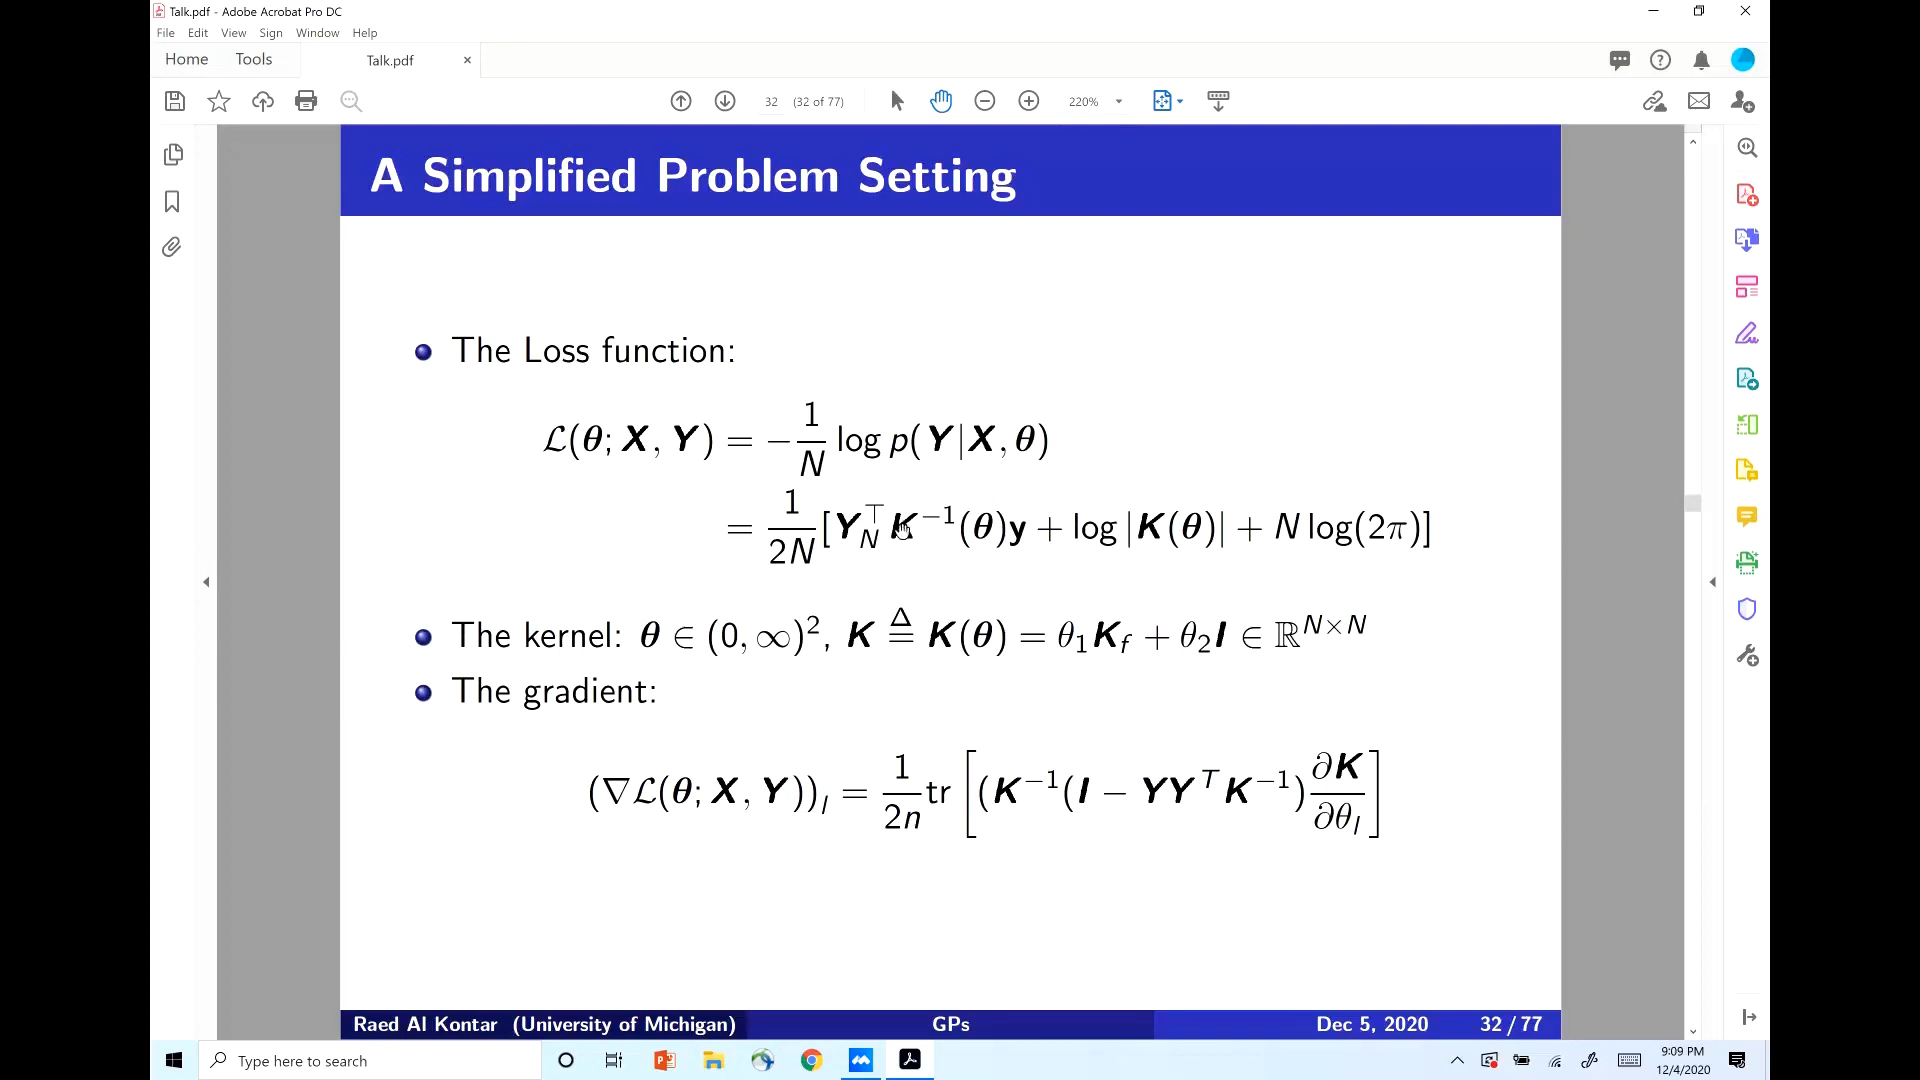 Talk.pdf - Adobe Acrobat Pro DC
File Edit View Sign Window Help
Home Tools Talk.pdf ×
32 (32 of 77) 220%
A Simplified Problem Setting
The Loss function:
ℒ(θ; X, Y) = −1/N log p(Y|X, θ)
= 1/2N [Y_N^⊤ K^−1(θ)y + log |K(θ)| + N log(2π)]
The kernel: θ ∈ (0, ∞)², K ≜ K(θ) = θ₁K_f + θ₂I ∈ ℝ^{N×N}
The gradient:
(∇ℒ(θ; X, Y))_l = 1/2n tr [(K^−1(I − YY^T K^−1) ∂K/∂θ_l]
Raed Al Kontar (University of Michigan) GPs Dec 5, 2020 32 / 77
Type here to search
9:09 PM
12/4/2020